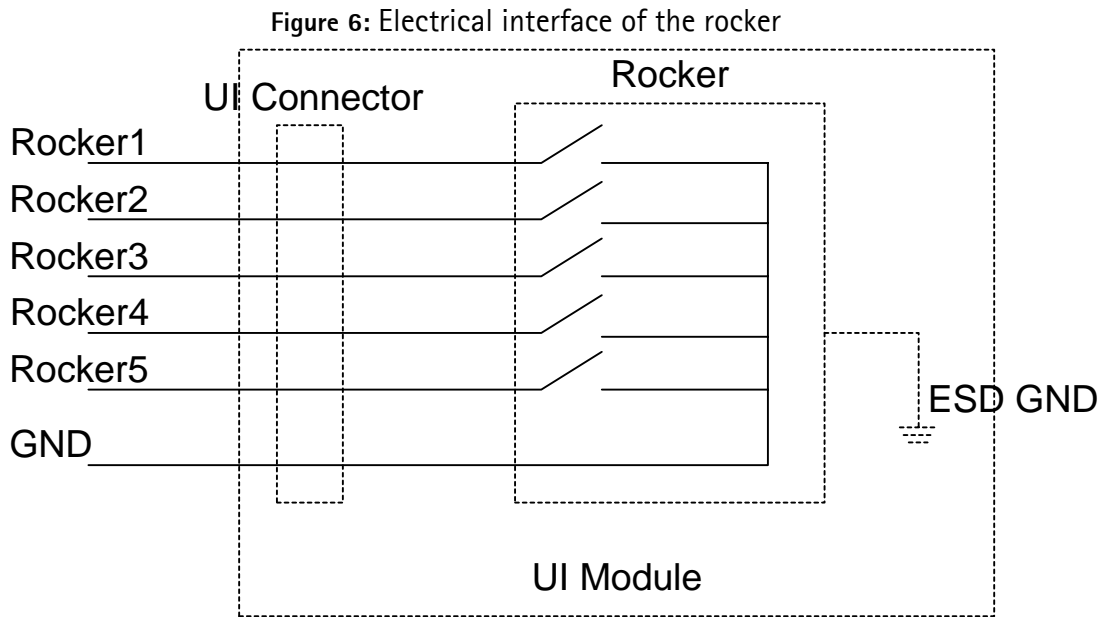 Figure 6: Electrical interface of the rocker
Rocker
UI Connector
Rocker1
Rocker2
Rocker3
Rocker4
Rocker5
ESD GND
GND
UI Module